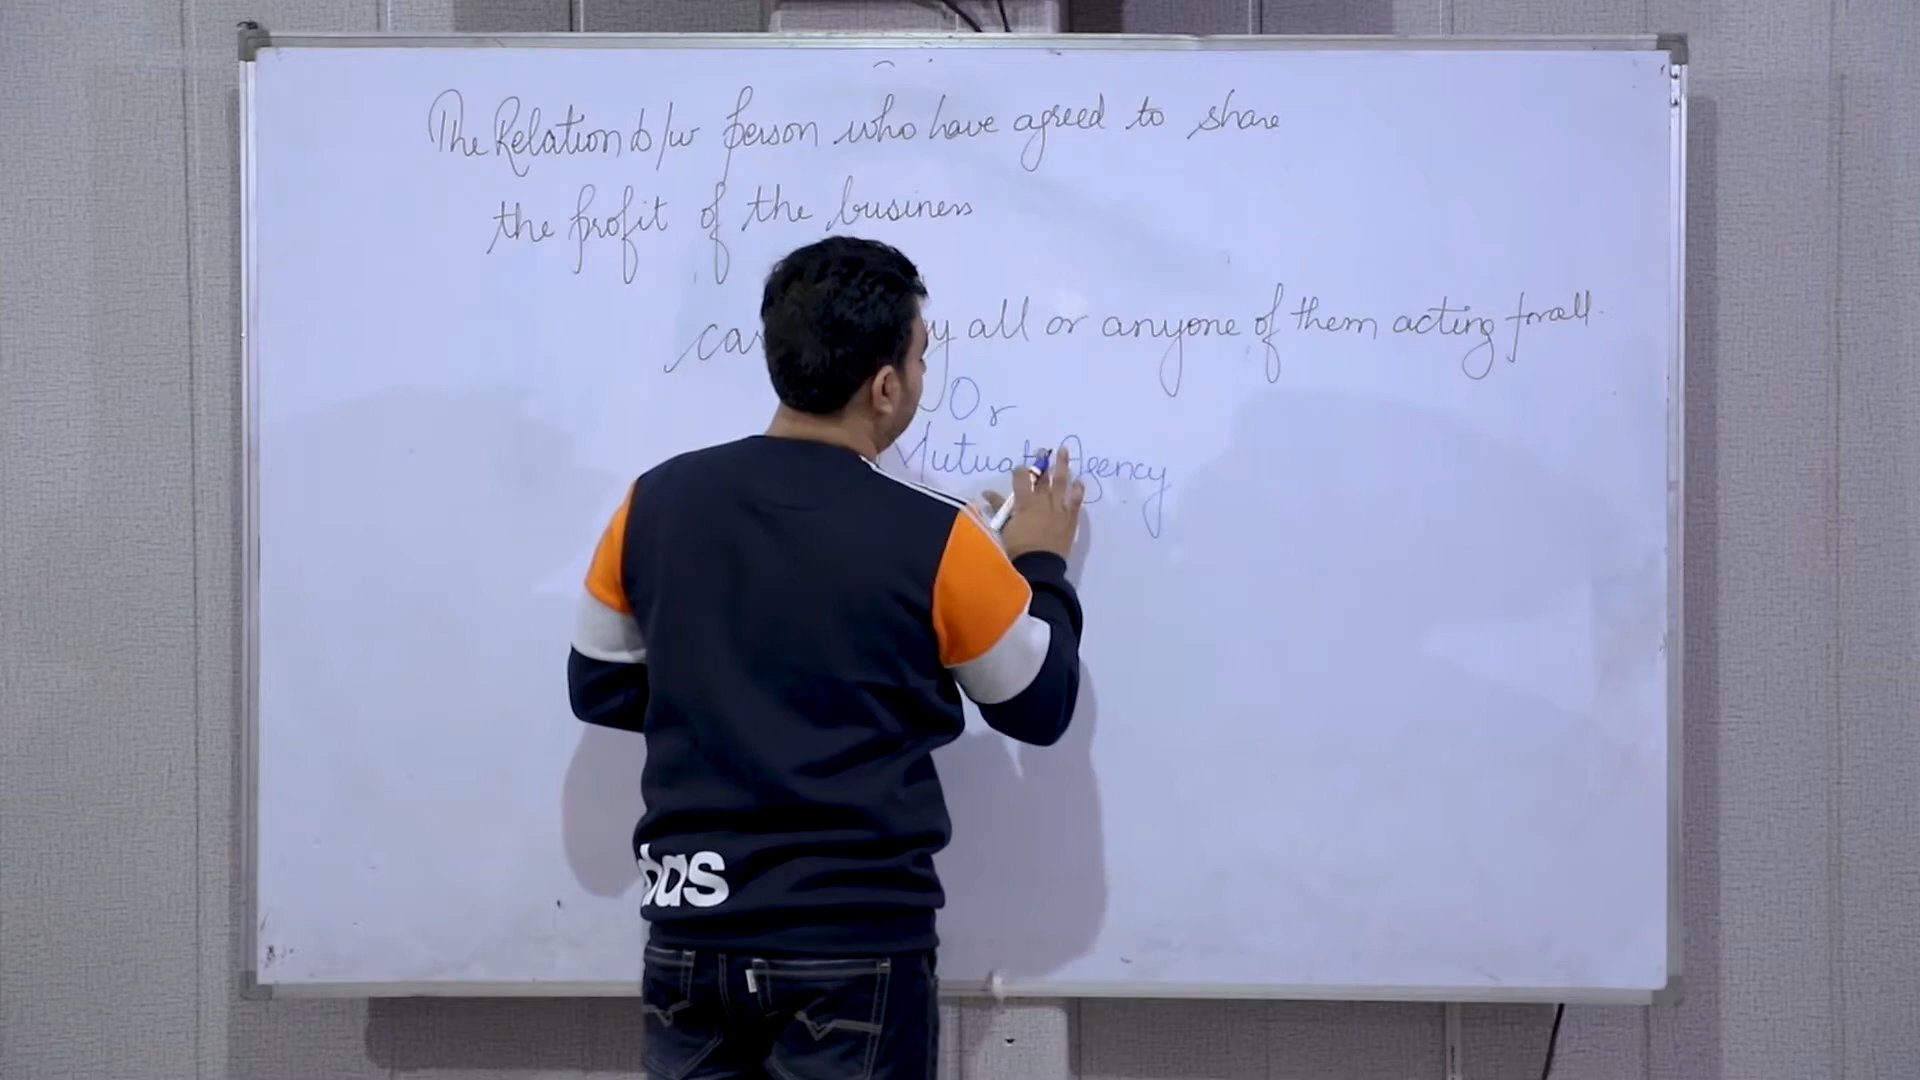 The Relation b/w person who have agreed to share
the profit of the business
all or anyone of them acting for all
Or
Mutual Agency